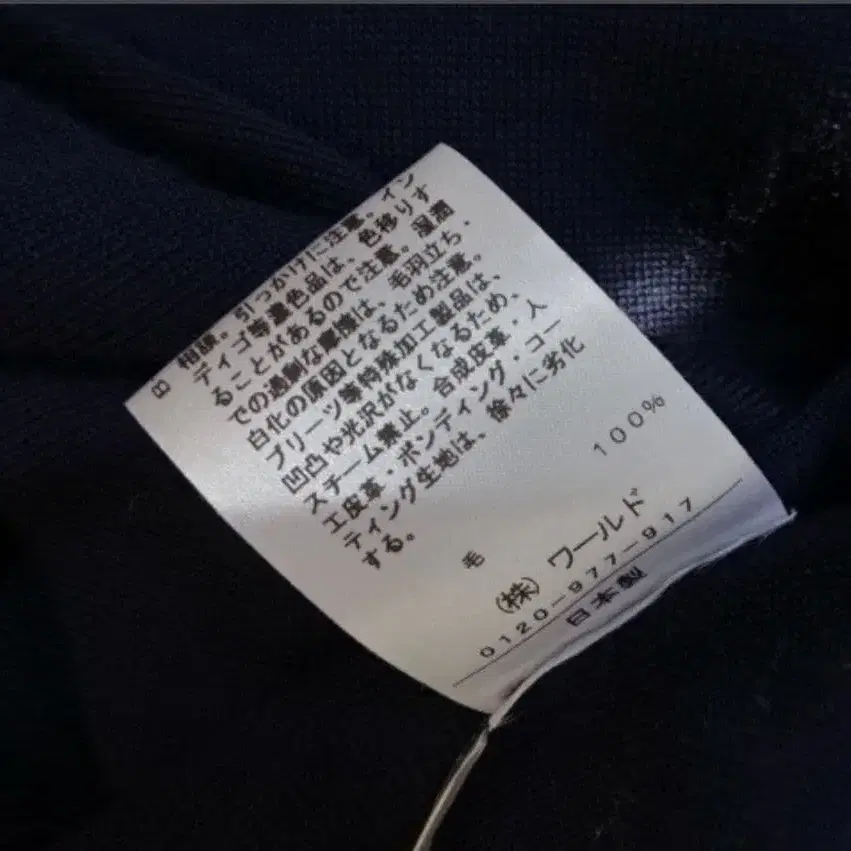 B 相談。引っかけに注意。イン
ディゴ等濃色品は、色移りす
ることがあるので注意。湿潤
での過剰な摩擦は、毛羽立ち・
白化の原因となるため注意。
プリーツ等特殊加工製品は、
凹凸や光沢がなくなるため、
スチーム禁止。合成皮革・人
工皮革・ボンディング・コー
ティング生地は、徐々に劣化
する。
毛 100%
(株) ワールド
0120-977-917
日本製